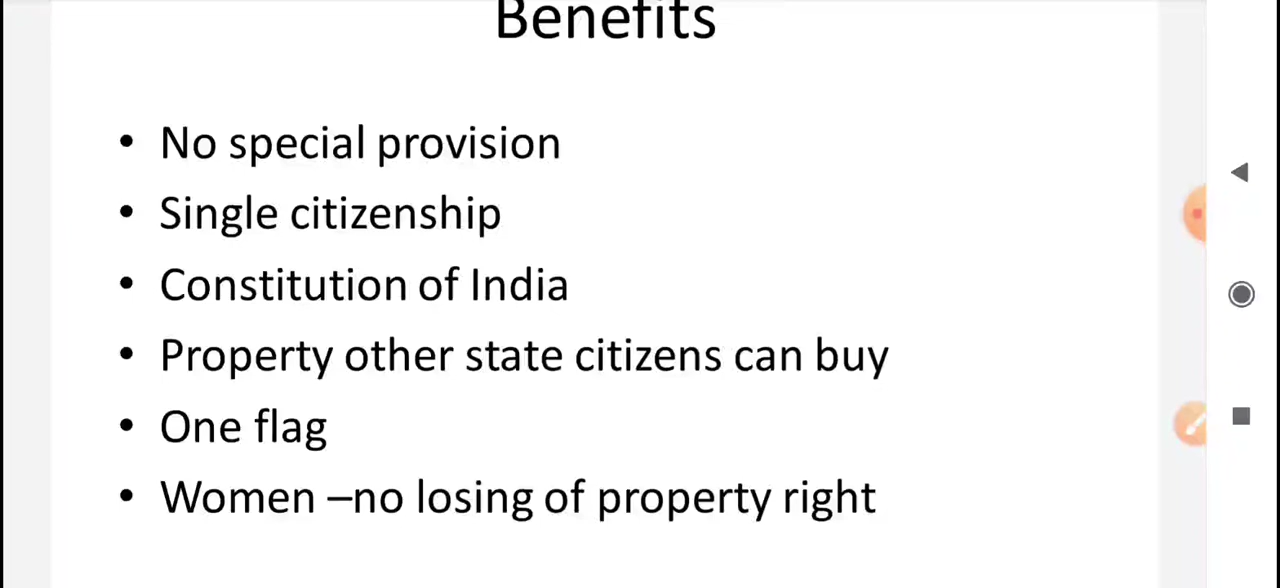 Benefits
• No special provision
• Single citizenship
• Constitution of India
• Property other state citizens can buy
• One flag
• Women –no losing of property right